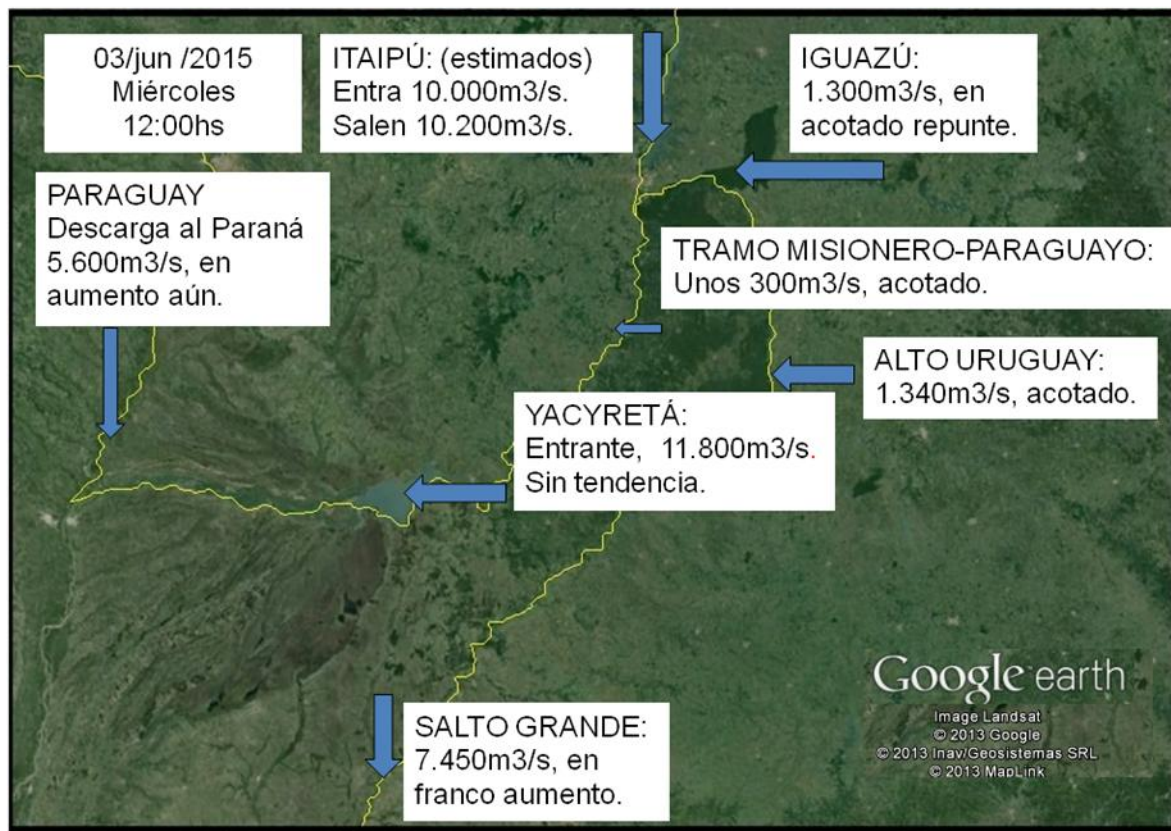 03/jun /2015
Miércoles
12:00hs
ITAIPÚ: (estimados)
Entra 10.000m3/s.
Salen 10.200m3/s.
IGUAZÚ:
1.300m3/s, en
acotado repunte.
PARAGUAY
Descarga al Paraná
5.600m3/s, en
aumento aún.
TRAMO MISIONERO-PARAGUAYO:
Unos 300m3/s, acotado.
ALTO URUGUAY:
1.340m3/s, acotado.
YACYRETÁ:
Entrante, 11.800m3/s.
Sin tendencia.
SALTO GRANDE:
7.450m3/s, en
franco aumento.
Google earth
Image Landsat
© 2013 Google
© 2013 Inav/Geosistemas SRL
© 2013 MapLink